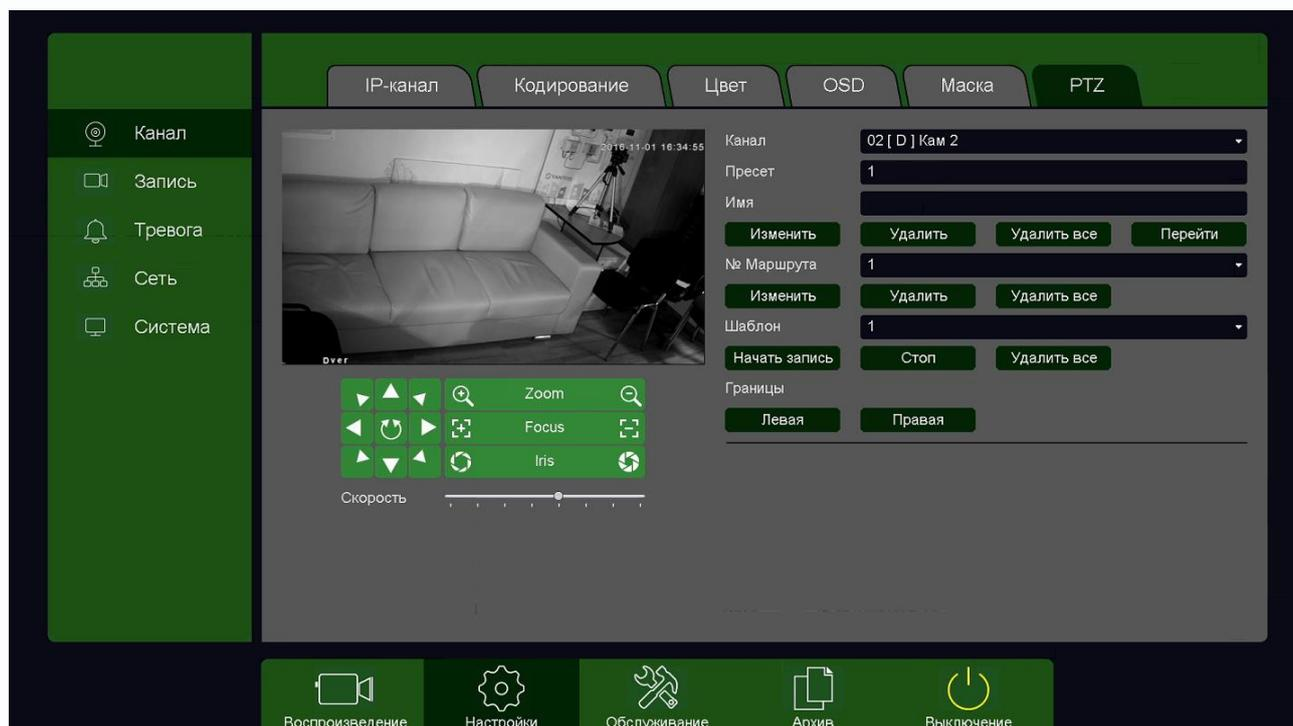 IP-канал Кодирование Цвет OSD Маска PTZ
Канал
Запись
Тревога
Сеть
Система
2016-11-01 16:34:55
Dver
Zoom
Focus
Iris
Скорость
Канал 02 [ D ] Кам 2
Пресет 1
Имя
Изменить Удалить Удалить все Перейти
№ Маршрута 1
Изменить Удалить Удалить все
Шаблон 1
Начать запись Стоп Удалить все
Границы
Левая Правая
Воспроизведение Настройки Обслуживание Архив Выключение